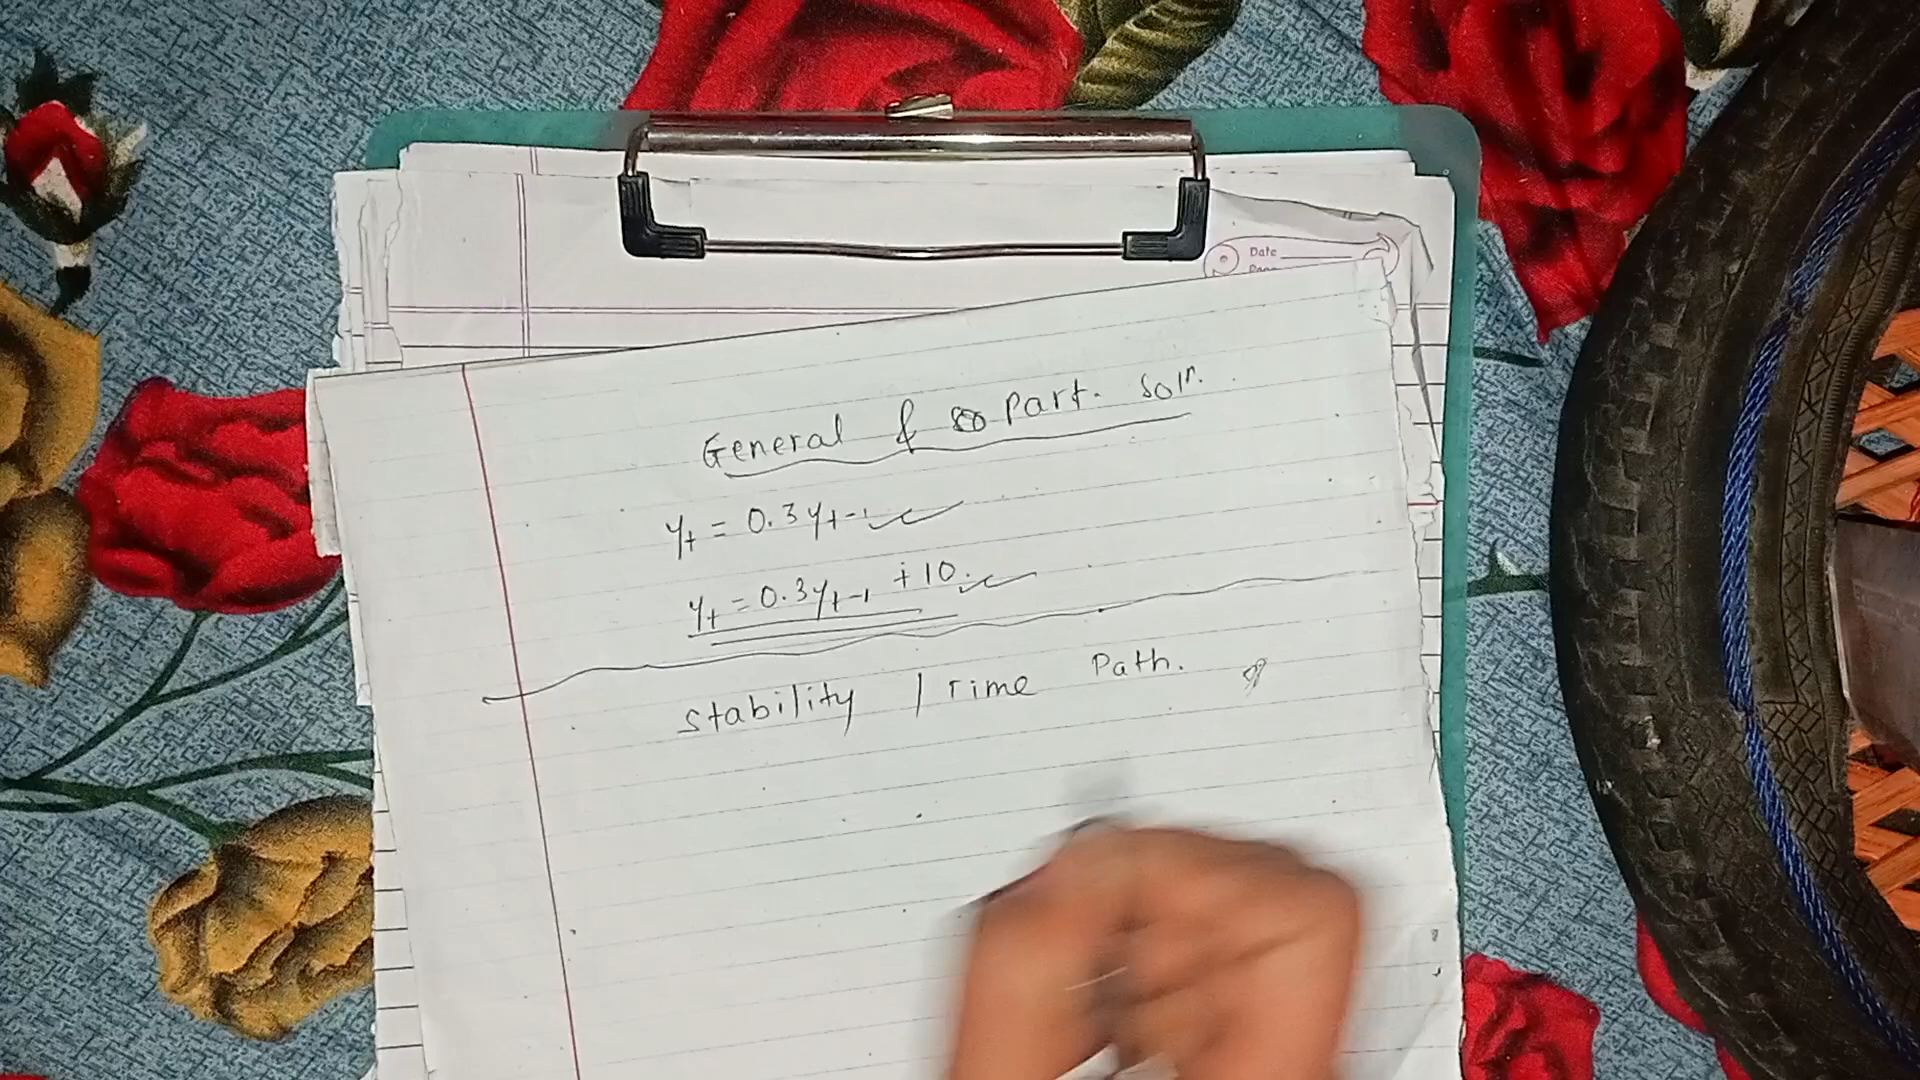 Date
General & Part. Soln.
yt = 0.3yt-1
yt = 0.3yt-1 + 10.
Stability / Time Path.